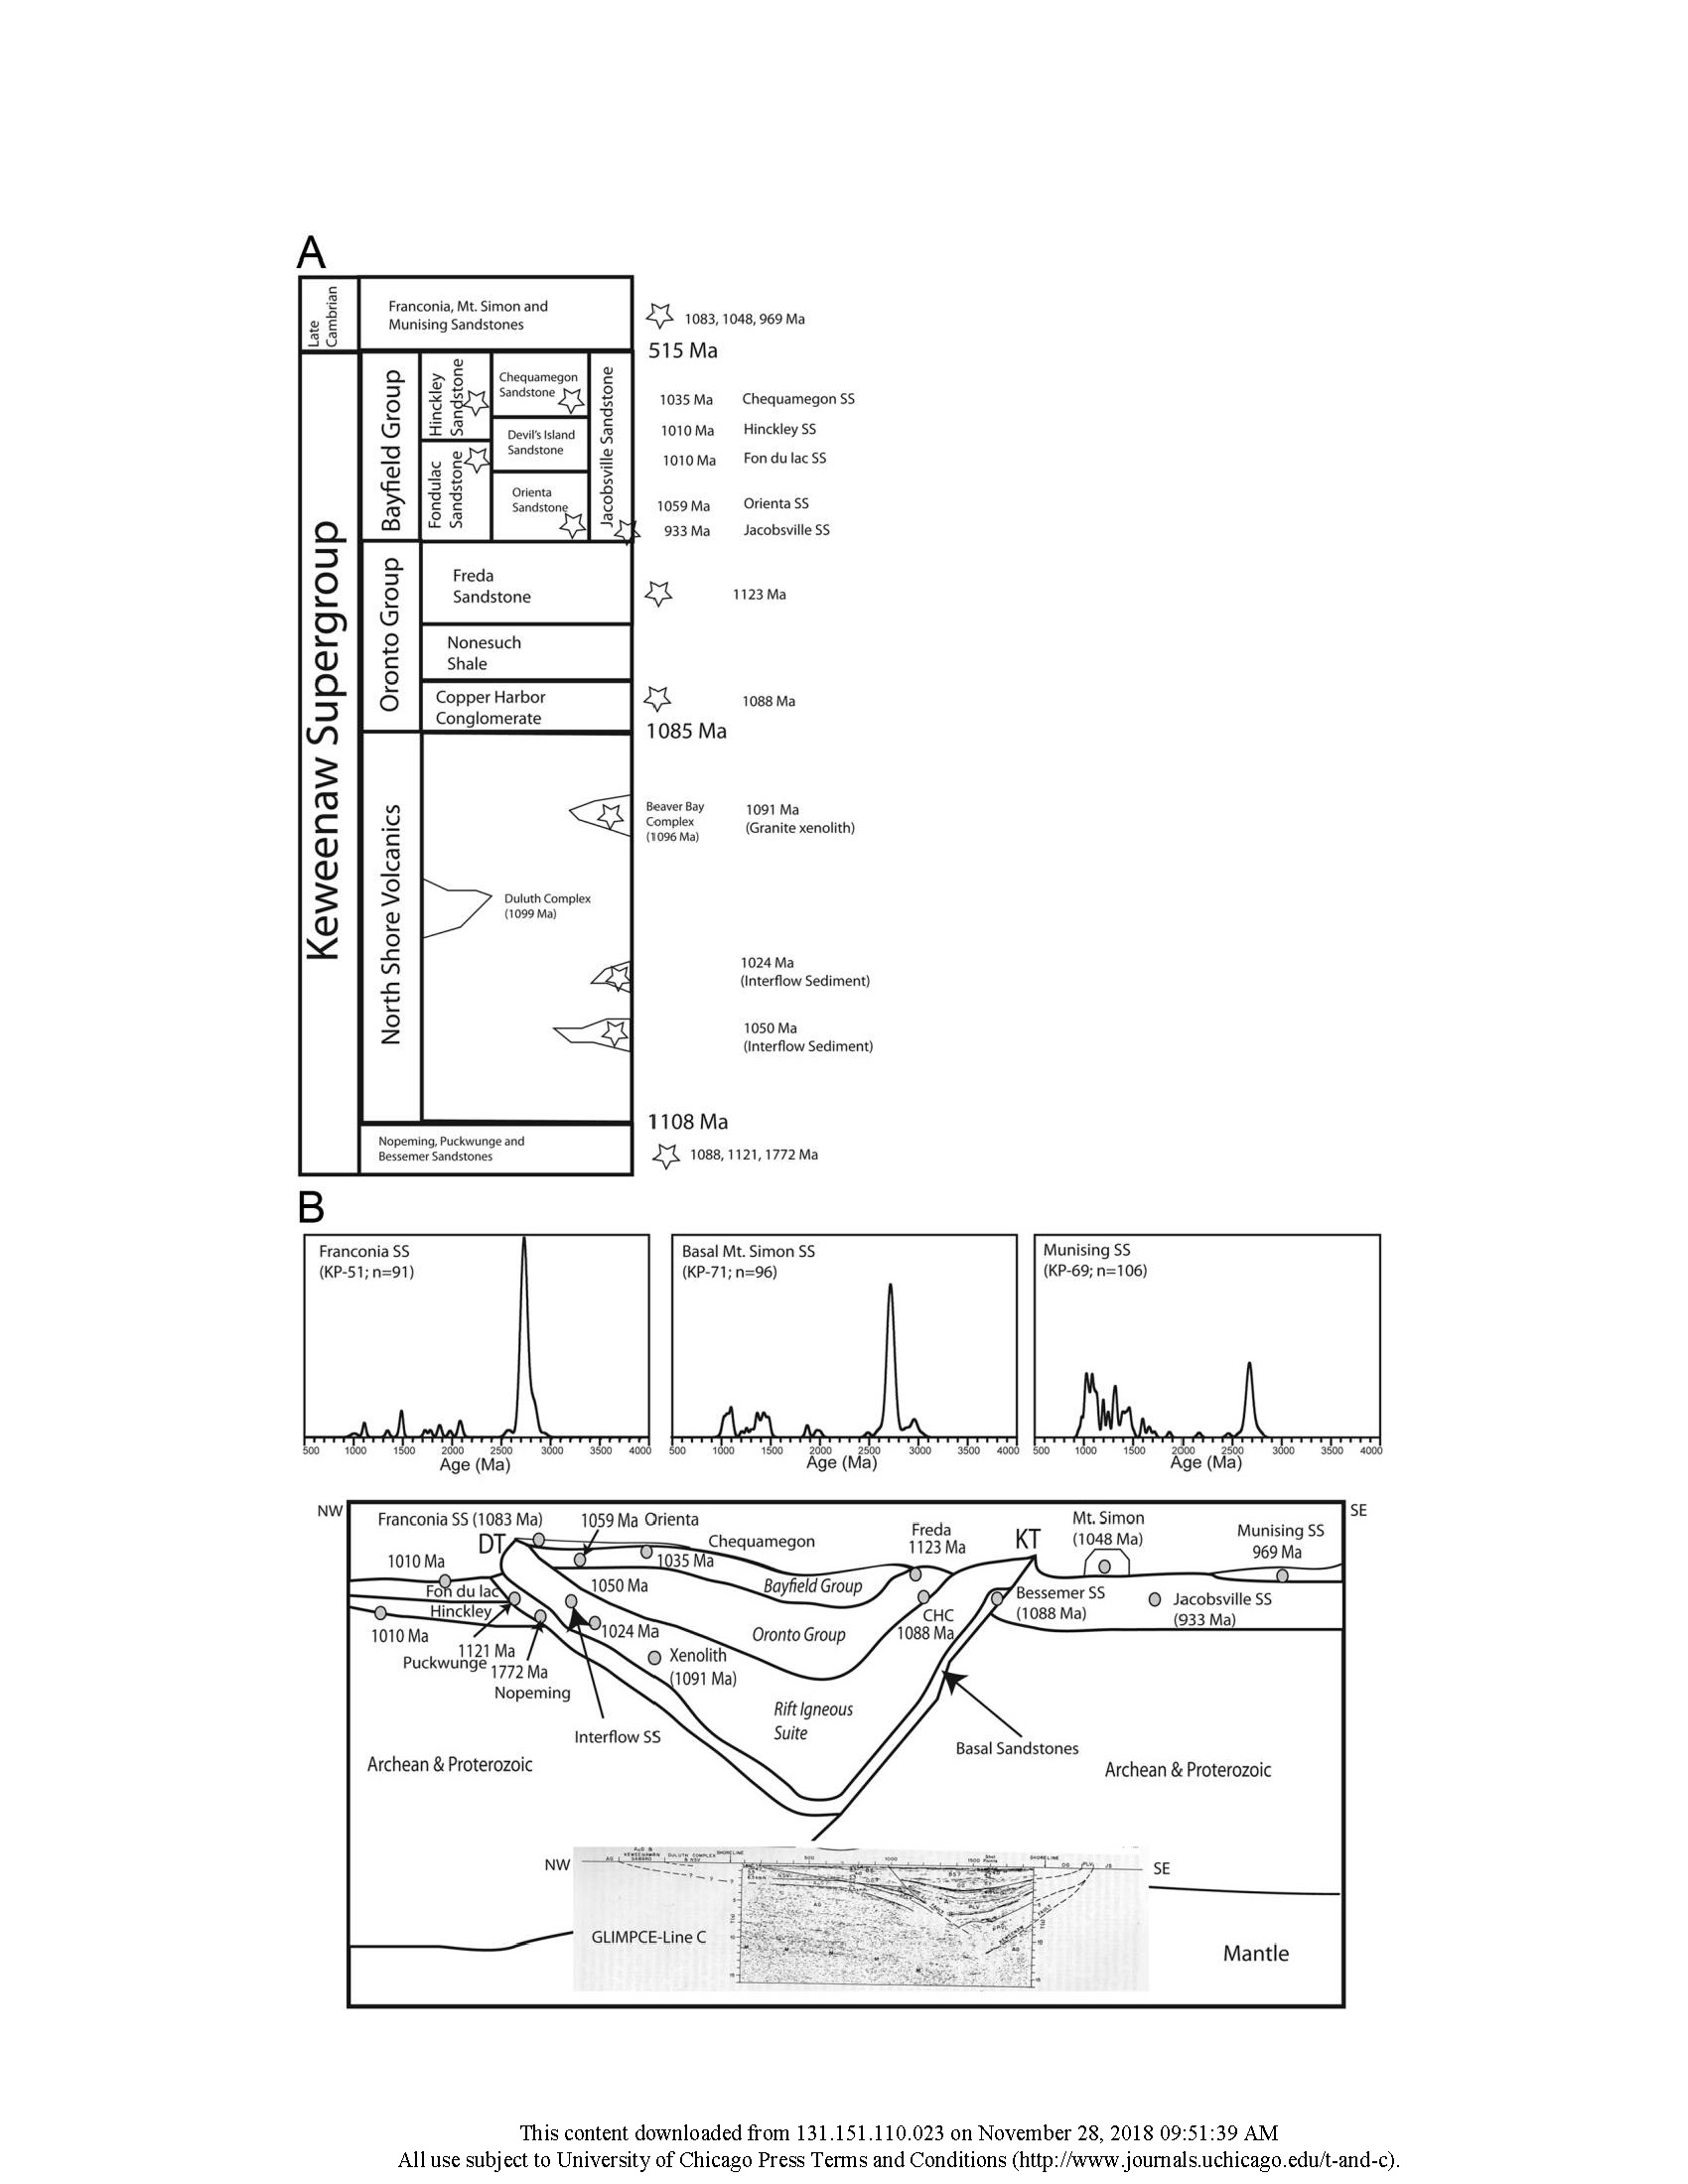 A
Late
Cambrian
Franconia, Mt. Simon and
Munising Sandstones
1083, 1048, 969 Ma
515 Ma
Keweenaw Supergroup
Bayfield Group
Hinckley
Sandstone
Fondulac
Sandstone
Chequamegon
Sandstone
Devil's Island
Sandstone
Orienta
Sandstone
Jacobsville Sandstone
1035 Ma Chequamegon SS
1010 Ma Hinckley SS
1010 Ma Fon du lac SS
1059 Ma Orienta SS
933 Ma Jacobsville SS
Oronto Group
Freda
Sandstone
1123 Ma
Nonesuch
Shale
Copper Harbor
Conglomerate
1088 Ma
1085 Ma
North Shore Volcanics
Beaver Bay
Complex
(1096 Ma)
1091 Ma
(Granite xenolith)
Duluth Complex
(1099 Ma)
1024 Ma
(Interflow Sediment)
1050 Ma
(Interflow Sediment)
1108 Ma
Nopeming, Puckwunge and
Bessemer Sandstones
1088, 1121, 1772 Ma
B
Franconia SS
(KP-51; n=91)
500 1000 1500 2000 2500 3000 3500 4000
Age (Ma)
Basal Mt. Simon SS
(KP-71; n=96)
500 1000 1500 2000 2500 3000 3500 4000
Age (Ma)
Munising SS
(KP-69; n=106)
500 1000 1500 2000 2500 3000 3500 4000
Age (Ma)
NW
SE
Franconia SS (1083 Ma)
DT
1059 Ma Orienta
Chequamegon
1035 Ma
Freda
1123 Ma
KT
Mt. Simon
(1048 Ma)
Munising SS
969 Ma
1010 Ma
Fon du lac
Hinckley
1010 Ma
1050 Ma
Bayfield Group
Bessemer SS
(1088 Ma)
Jacobsville SS
(933 Ma)
CHC
1088 Ma
1024 Ma
Oronto Group
1121 Ma
Puckwunge
1772 Ma
Nopeming
Xenolith
(1091 Ma)
Rift Igneous
Suite
Interflow SS
Basal Sandstones
Archean & Proterozoic
Archean & Proterozoic
NW
SE
GLIMPCE-Line C
Mantle
This content downloaded from 131.151.110.023 on November 28, 2018 09:51:39 AM
All use subject to University of Chicago Press Terms and Conditions (http://www.journals.uchicago.edu/t-and-c).